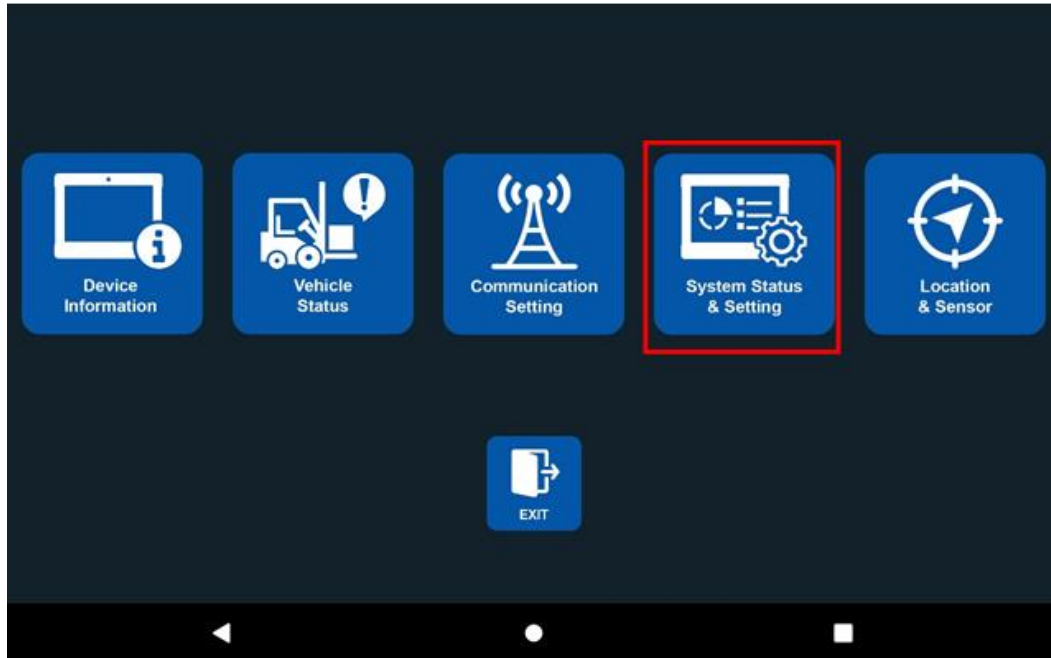 Device
Information
Vehicle
Status
Communication
Setting
System Status
& Setting
Location
& Sensor
EXIT